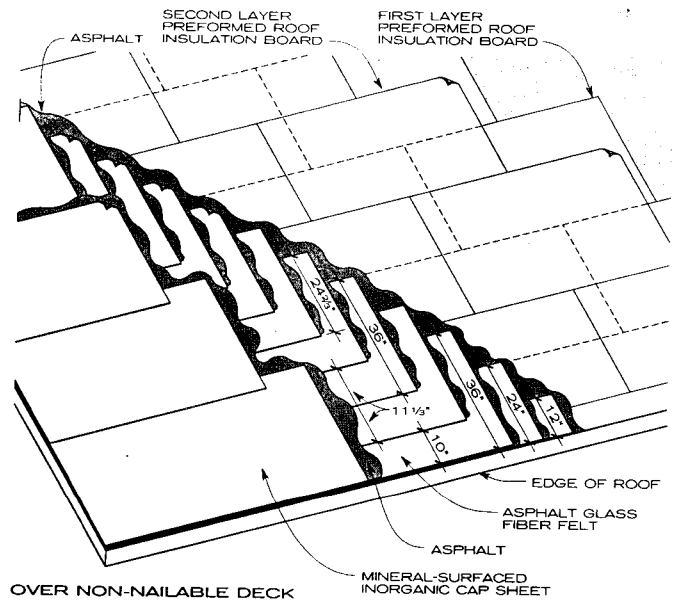 SECOND LAYER
PREFORMED ROOF
INSULATION BOARD
FIRST LAYER
PREFORMED ROOF
INSULATION BOARD
ASPHALT
24 2/3"
36"
11 1/3"
10"
36"
24"
12"
EDGE OF ROOF
ASPHALT GLASS
FIBER FELT
ASPHALT
MINERAL-SURFACED
INORGANIC CAP SHEET
OVER NON-NAILABLE DECK